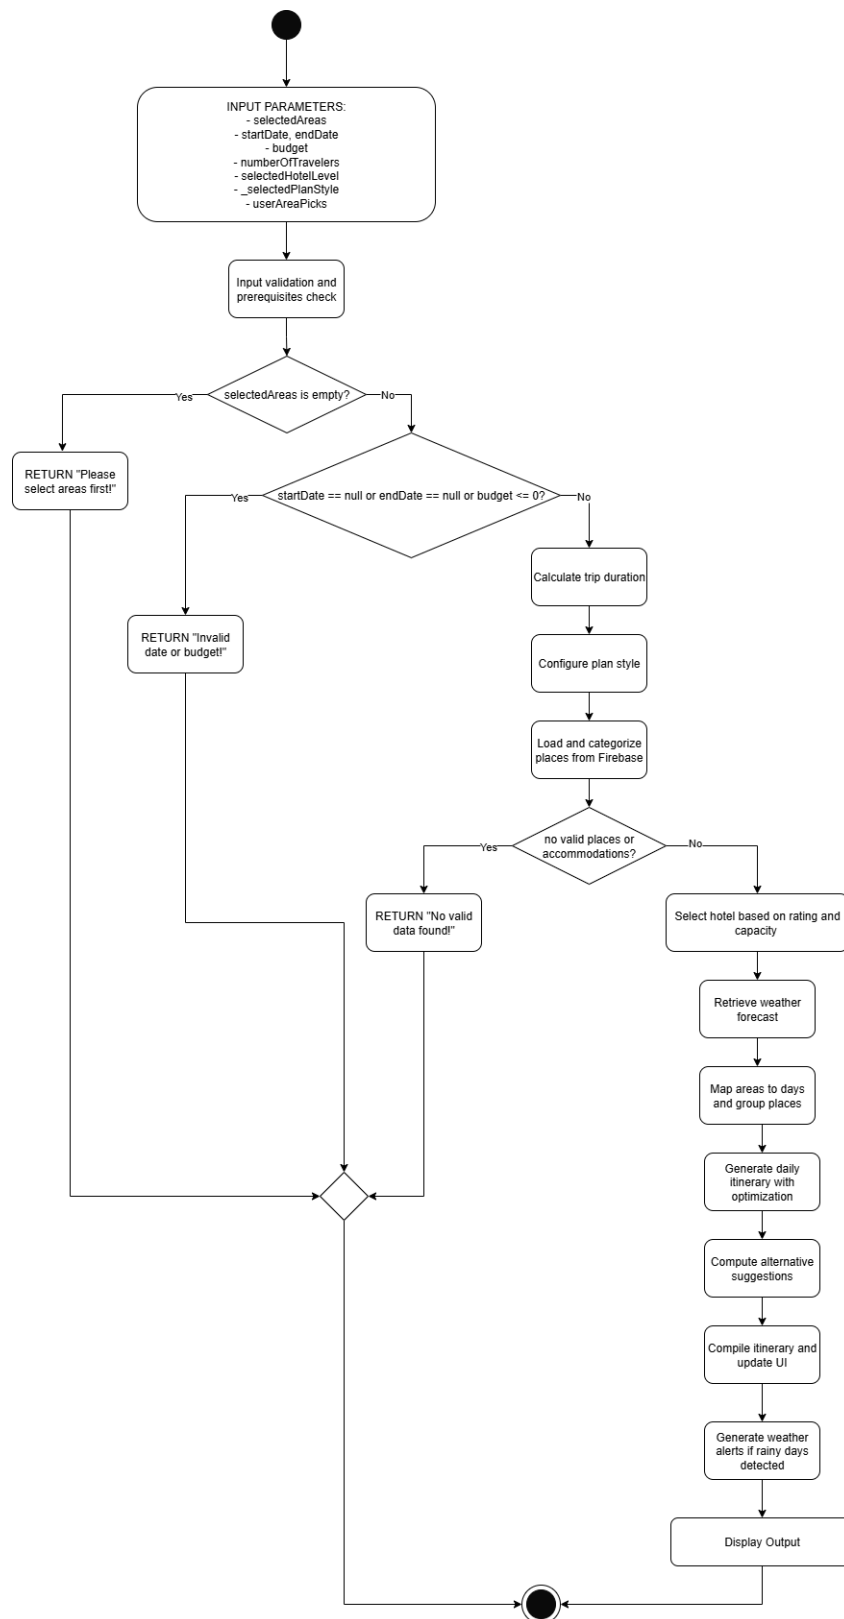 INPUT PARAMETERS:
- selectedAreas
- startDate, endDate
- budget
- numberOfTravelers
- selectedHotelLevel
- _selectedPlanStyle
- userAreaPicks
Input validation and
prerequisites check
selectedAreas is empty?
Yes
No
RETURN "Please
select areas first!"
startDate == null or endDate == null or budget <= 0?
Yes
No
Calculate trip duration
RETURN "Invalid
date or budget!"
Configure plan style
Load and categorize
places from Firebase
no valid places or
accommodations?
Yes
No
RETURN "No valid
data found!"
Select hotel based on rating and
capacity
Retrieve weather
forecast
Map areas to days
and group places
Generate daily
itinerary with
optimization
Compute alternative
suggestions
Compile itinerary and
update UI
Generate weather
alerts if rainy days
detected
Display Output